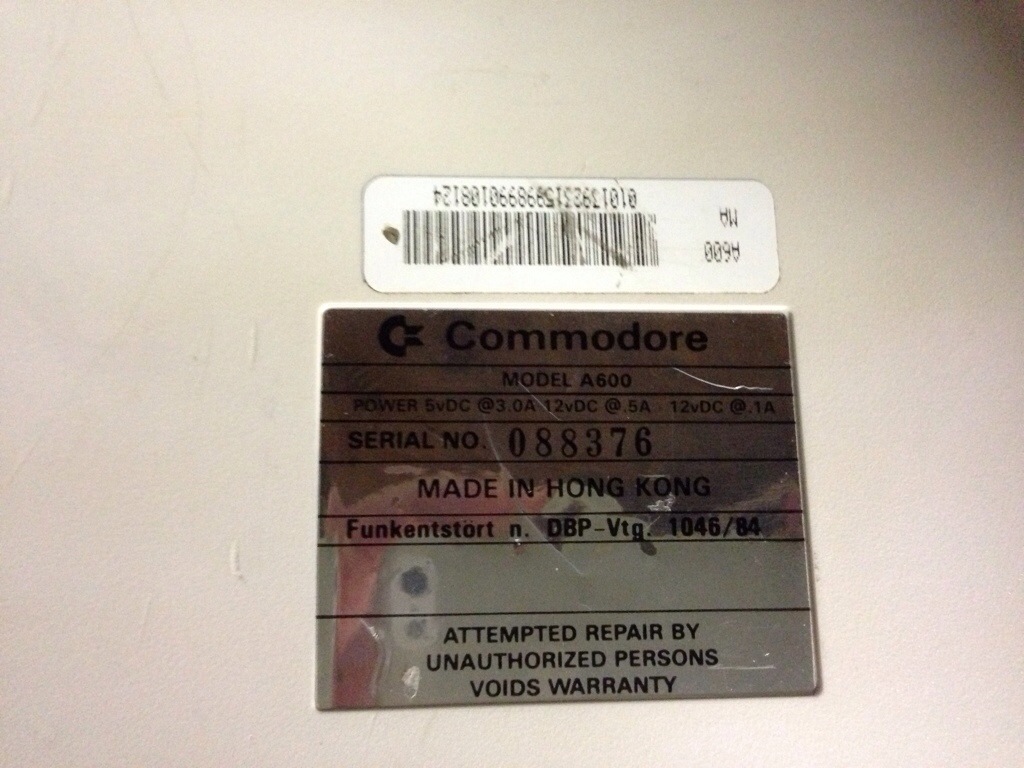 A600
MA
Commodore
MODEL A600
POWER 5vDC @3.0A 12vDC @.5A 12vDC @.1A
SERIAL NO. 088376
MADE IN HONG KONG
Funkentstört n. DBP-Vtg. 1046/84
ATTEMPTED REPAIR BY
UNAUTHORIZED PERSONS
VOIDS WARRANTY